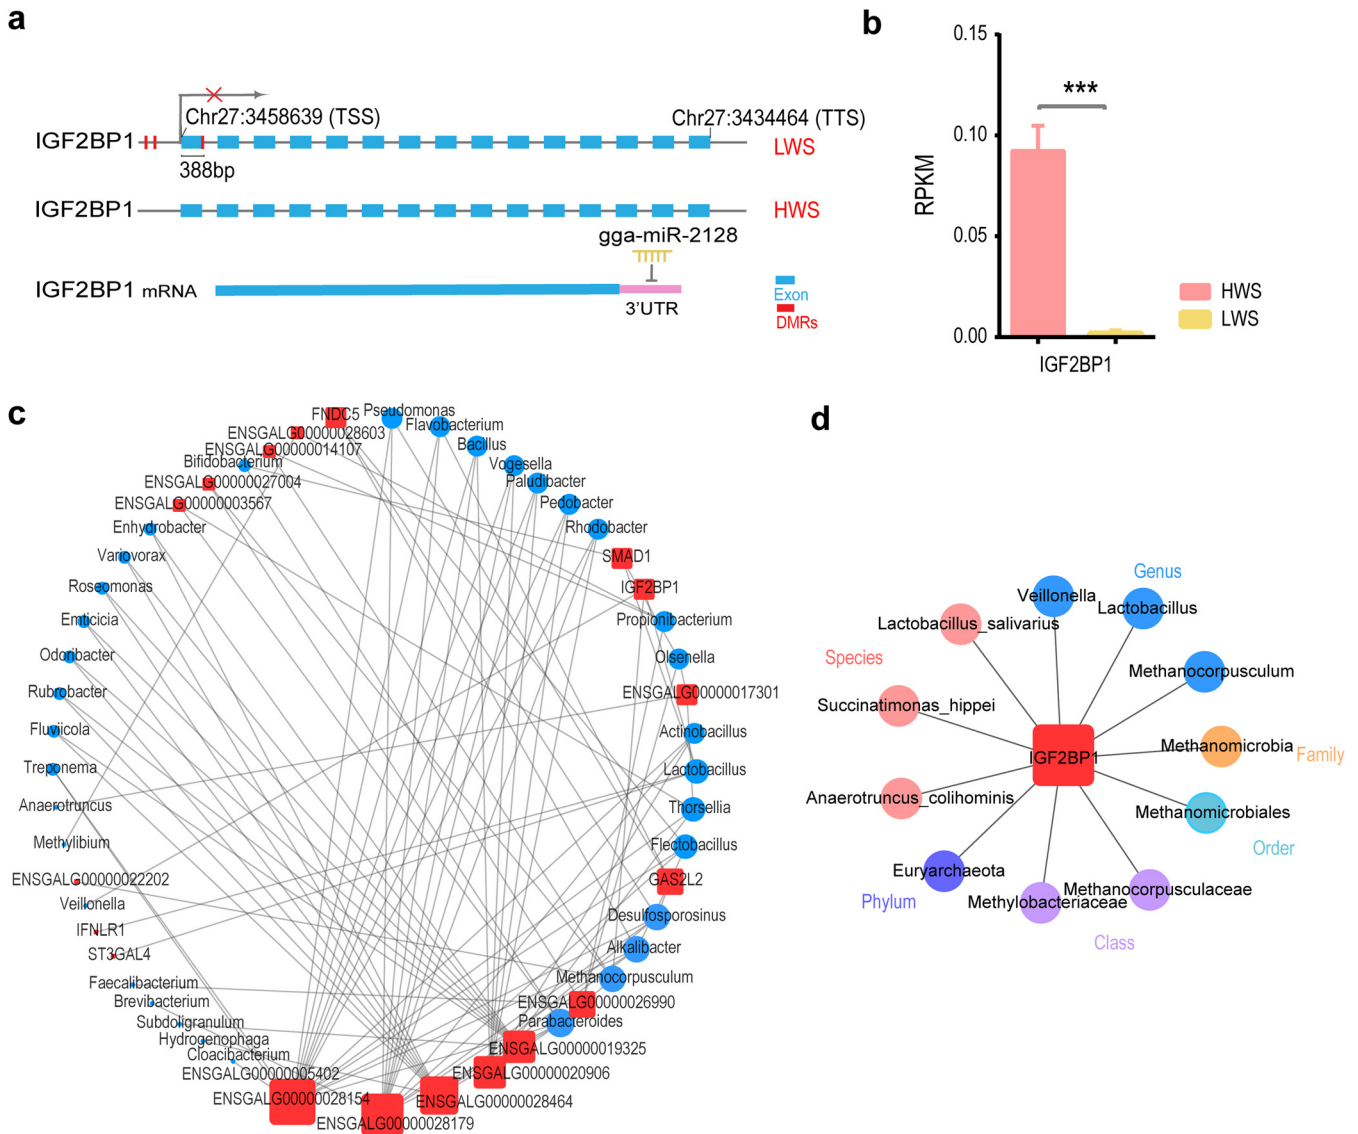 a
Chr27:3458639 (TSS)
Chr27:3434464 (TTS)
IGF2BP1
LWS
388bp
IGF2BP1
HWS
gga-miR-2128
IGF2BP1 mRNA
3'UTR
Exon
DMRs
b
0.15
0.10
0.05
0.00
RPKM
***
IGF2BP1
HWS
LWS
c
FNDC5
Pseudomonas
ENSGALG00000028603
Flavobacterium
ENSGALG00000014107
Bacillus
Bifidobacterium
Vogesella
ENSGALG00000027004
Paludibacter
ENSGALG00000003567
Pedobacter
Enhydrobacter
Rhodobacter
Variovorax
SMAD1
Roseomonas
IGF2BP1
Emticicia
Propionibacterium
Odoribacter
Olsenella
Rubrobacter
ENSGALG00000017301
Fluviicola
Actinobacillus
Treponema
Lactobacillus
Anaerotruncus
Thorsellia
Methylibium
Flectobacillus
ENSGALG00000022202
GAS2L2
Veillonella
Desulfosporosinus
IFNLR1
Alkalibacter
ST3GAL4
Methanocorpusculum
Faecalibacterium
ENSGALG00000026990
Brevibacterium
Parabacteroides
Subdoligranulum
Hydrogenophaga
ENSGALG00000019325
Cloacibacterium
ENSGALG00000005402
ENSGALG00000020906
ENSGALG00000028154
ENSGALG00000028464
ENSGALG00000028179
d
Genus
Veillonella
Lactobacillus
Lactobacillus_salivarius
Species
Methanocorpusculum
Succinatimonas_hippei
Methanomicrobia
Family
IGF2BP1
Anaerotruncus_colihominis
Methanomicrobiales
Order
Euryarchaeota
Phylum
Methanocorpusculaceae
Methylobacteriaceae
Class